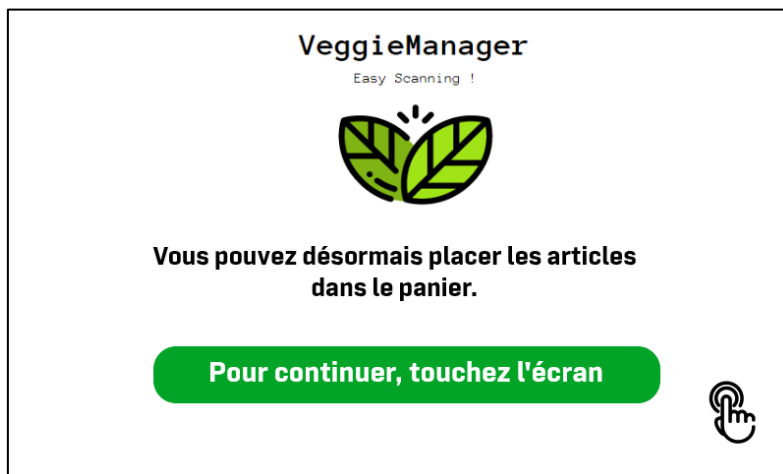 VeggieManager
Easy Scanning !
Vous pouvez désormais placer les articles
dans le panier.
Pour continuer, touchez l'écran